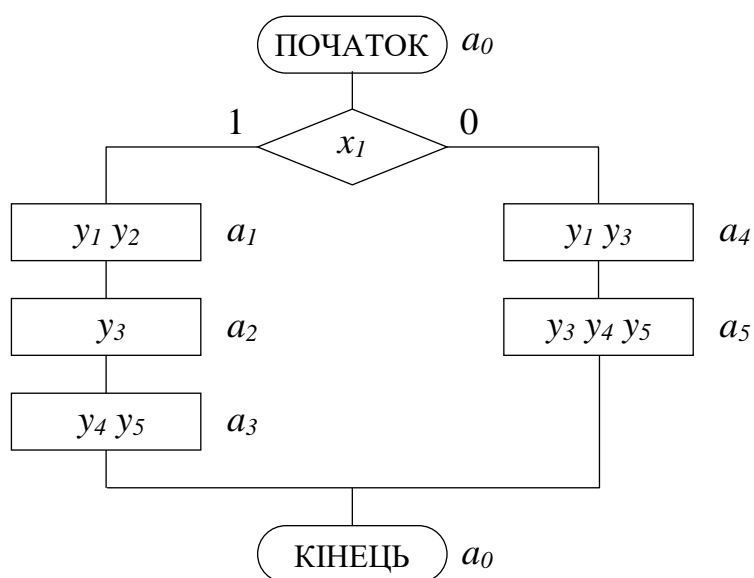 ПОЧАТОК a0
1 0
x1
y1 y2 a1 y1 y3 a4
y3 a2 y3 y4 y5 a5
y4 y5 a3
КІНЕЦЬ a0